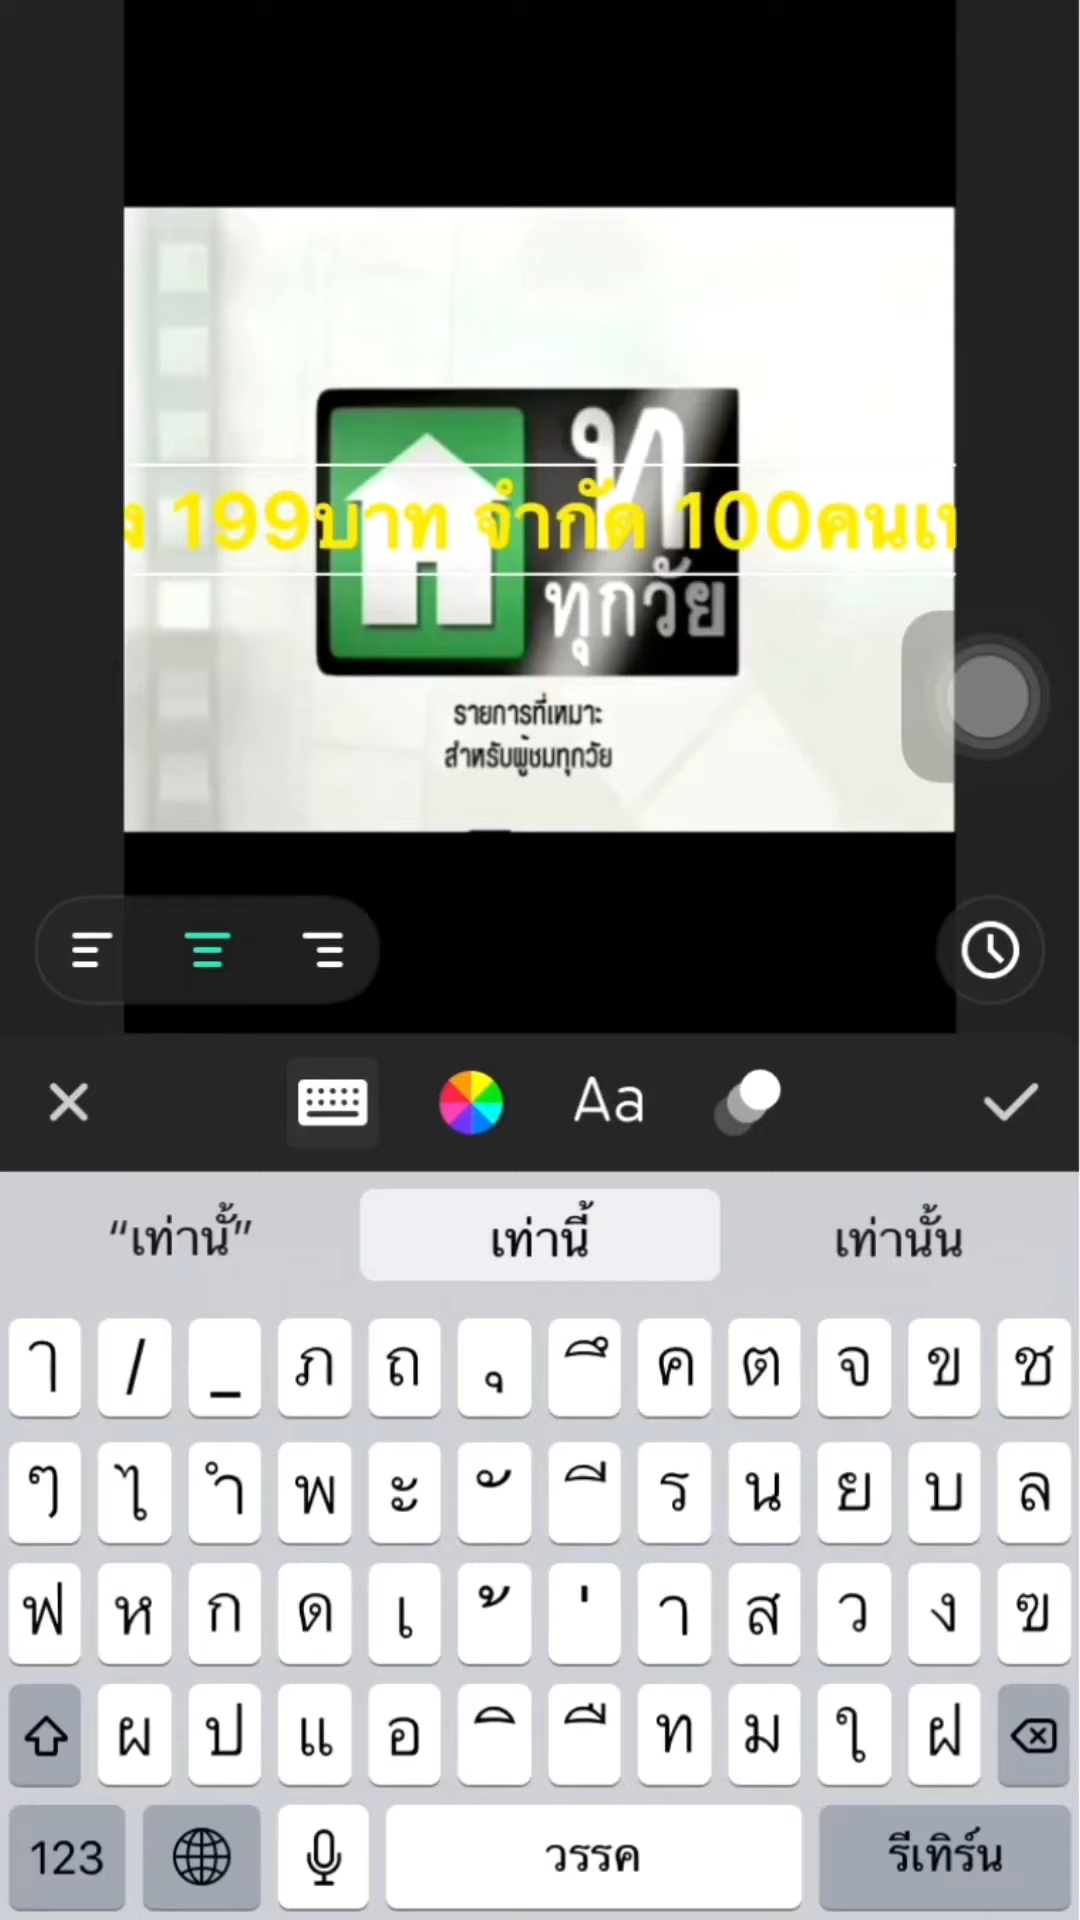 ง 199บาท จำกัด 100คนเท
ท
ทุกวัย
รายการที่เหมาะ
สำหรับผู้ชมทุกวัย
Aa
“เท่านั้” เท่านี้ เท่านั้น
า / _ ภ ถ ุ ึ ค ต จ ข ช
ๆ ไ ำ พ ะ ั ี ร น ย บ ล
ฟ ห ก ด เ ้ ่ า ส ว ง ฃ
ผ ป แ อ ิ ื ท ม ใ ฝ
123 วรรค รีเทิร์น